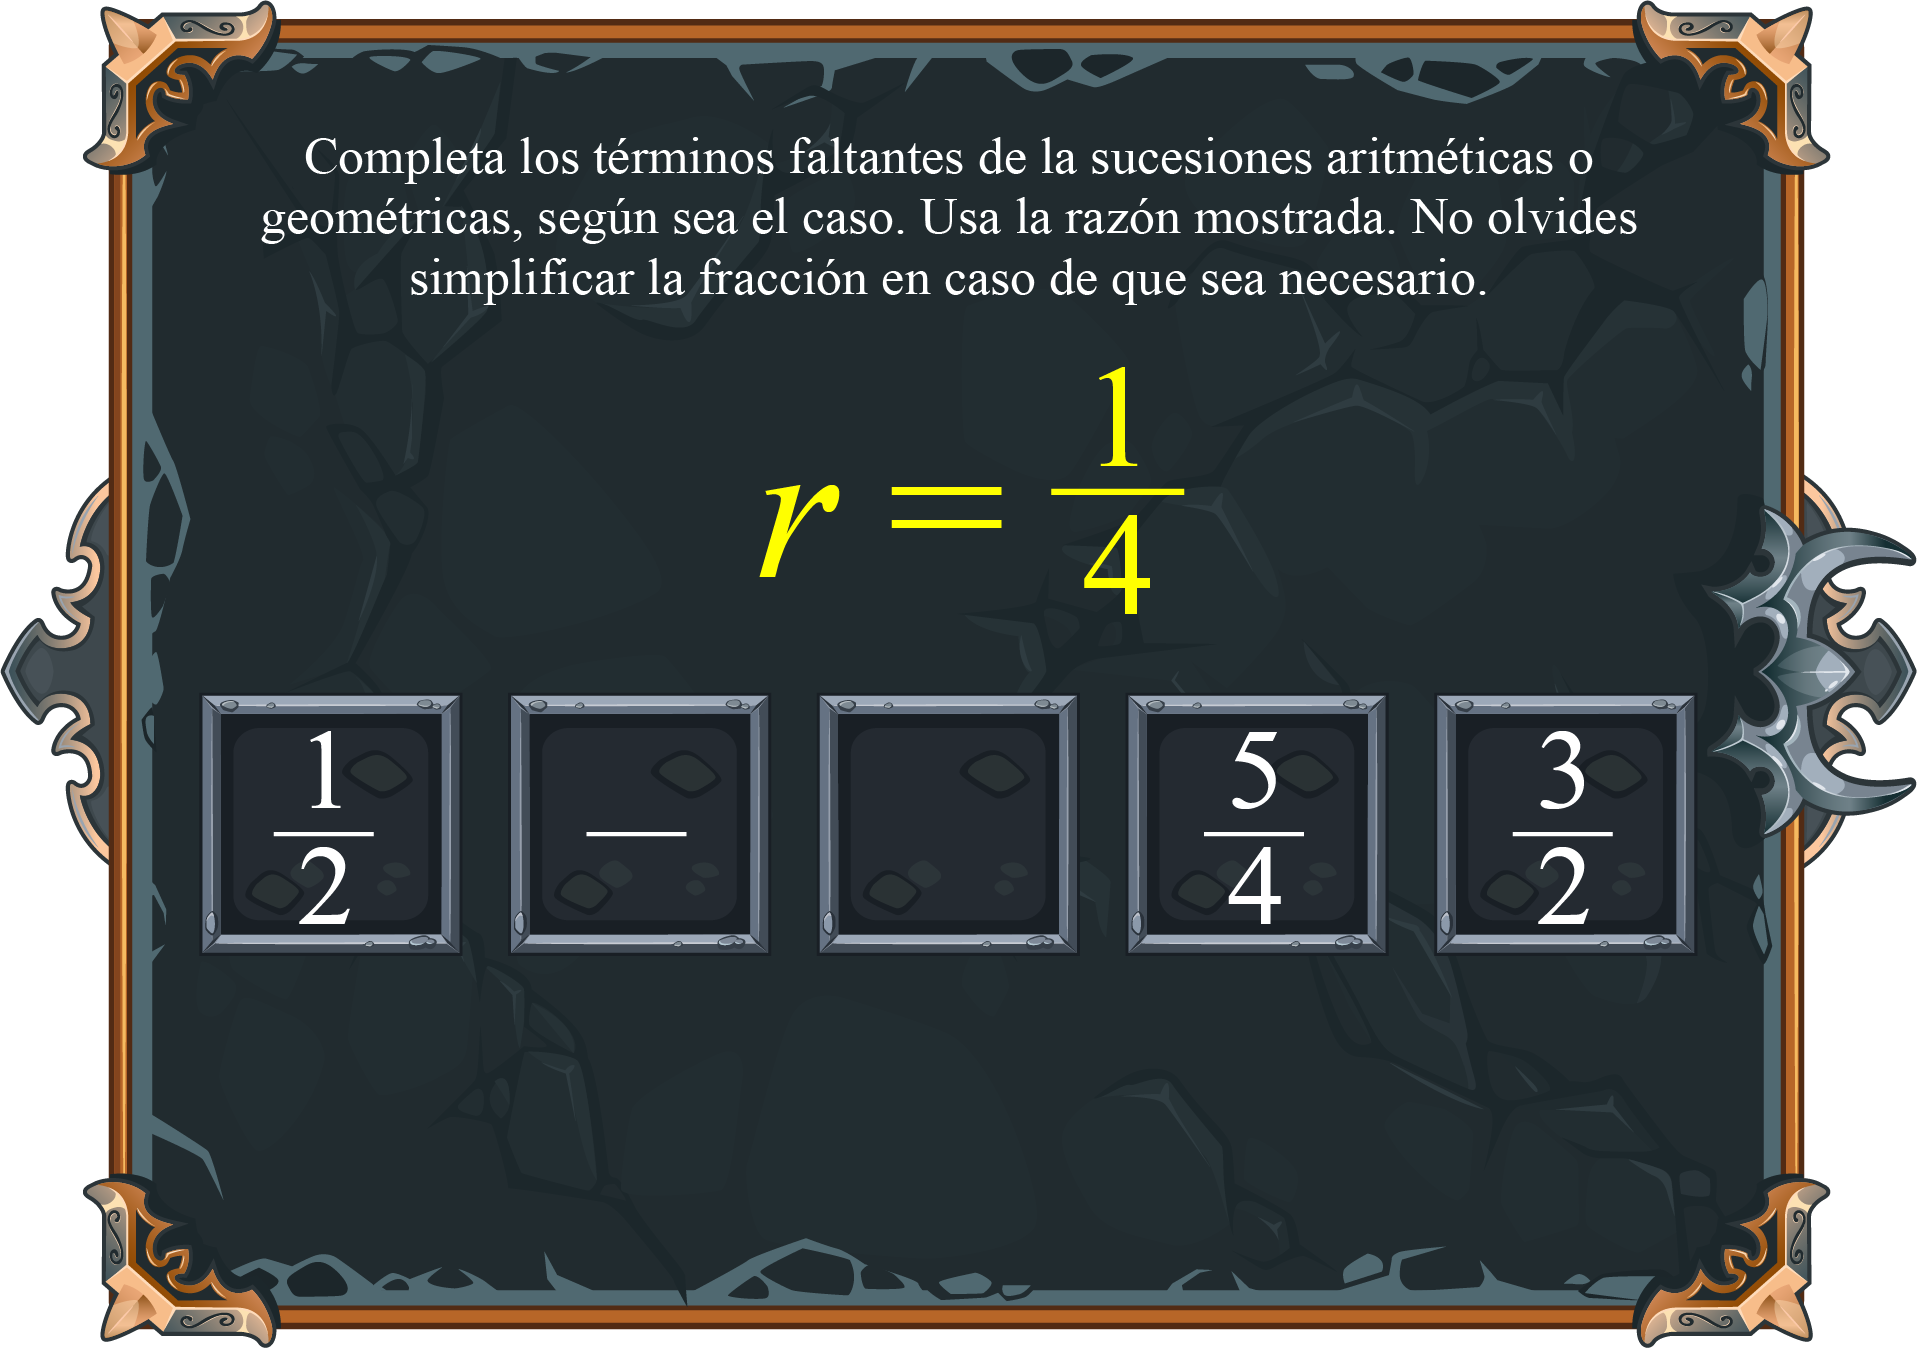 Completa los términos faltantes de la sucesiones aritméticas o
geométricas, según sea el caso. Usa la razón mostrada. No olvides
simplificar la fracción en caso de que sea necesario.
r = 1/4
1/2 — 5/4 3/2